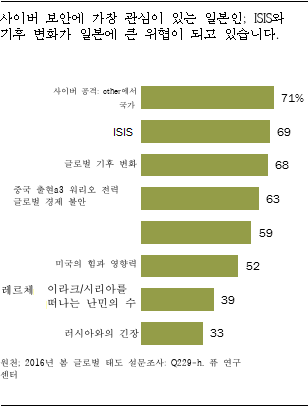 사이버 보안에 가장 관심이 있는 일본인; ISIS와
기후 변화가 일본에 큰 위협이 되고 있습니다.
사이버 공격: other에서
국가
71%
ISIS
69
글로벌 기후 변화
68
중국 출현a3 워리오 전력
글로벌 경제 불안
63
59
미국의 힘과 영향력
52
레르체 이라크/시리아를
떠나는 난민의 수
39
러시아와의 긴장
33
원천; 2016년 봄 글로벌 태도 설문조사: Q229-h. 퓨 연구
센터